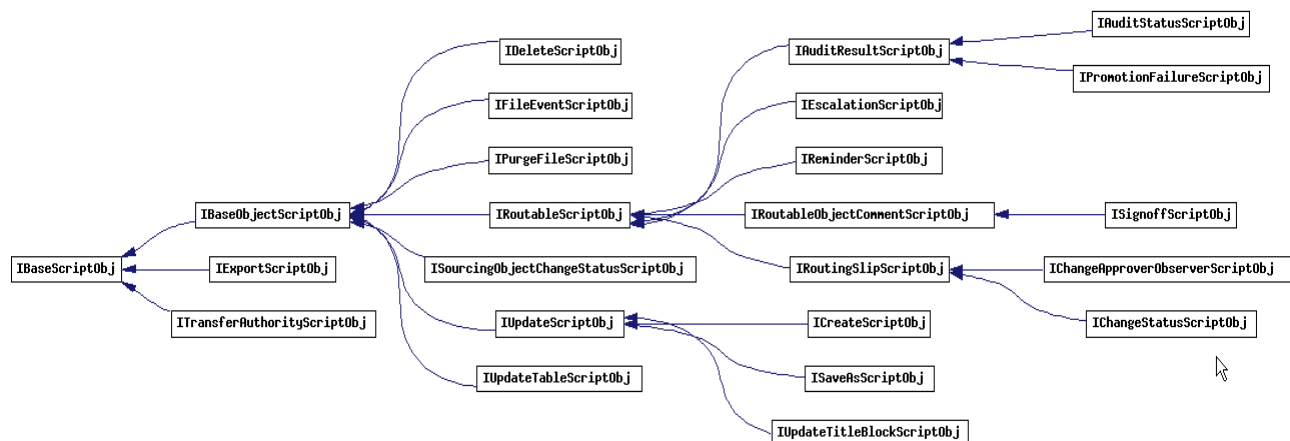 IAuditStatusScriptObj
IDeleteScriptObj
IAuditResultScriptObj
IPromotionFailureScriptObj
IFileEventScriptObj
IEscalationScriptObj
IPurgeFileScriptObj
IReminderScriptObj
IBaseObjectScriptObj
IRoutableScriptObj
IRoutableObjectCommentScriptObj
ISignoffScriptObj
IBaseScriptObj
IExportScriptObj
ISourcingObjectChangeStatusScriptObj
IRoutingSlipScriptObj
IChangeApproverObserverScriptObj
ITransferAuthorityScriptObj
IUpdateScriptObj
ICreateScriptObj
IChangeStatusScriptObj
IUpdateTableScriptObj
ISaveAsScriptObj
IUpdateTitleBlockScriptObj